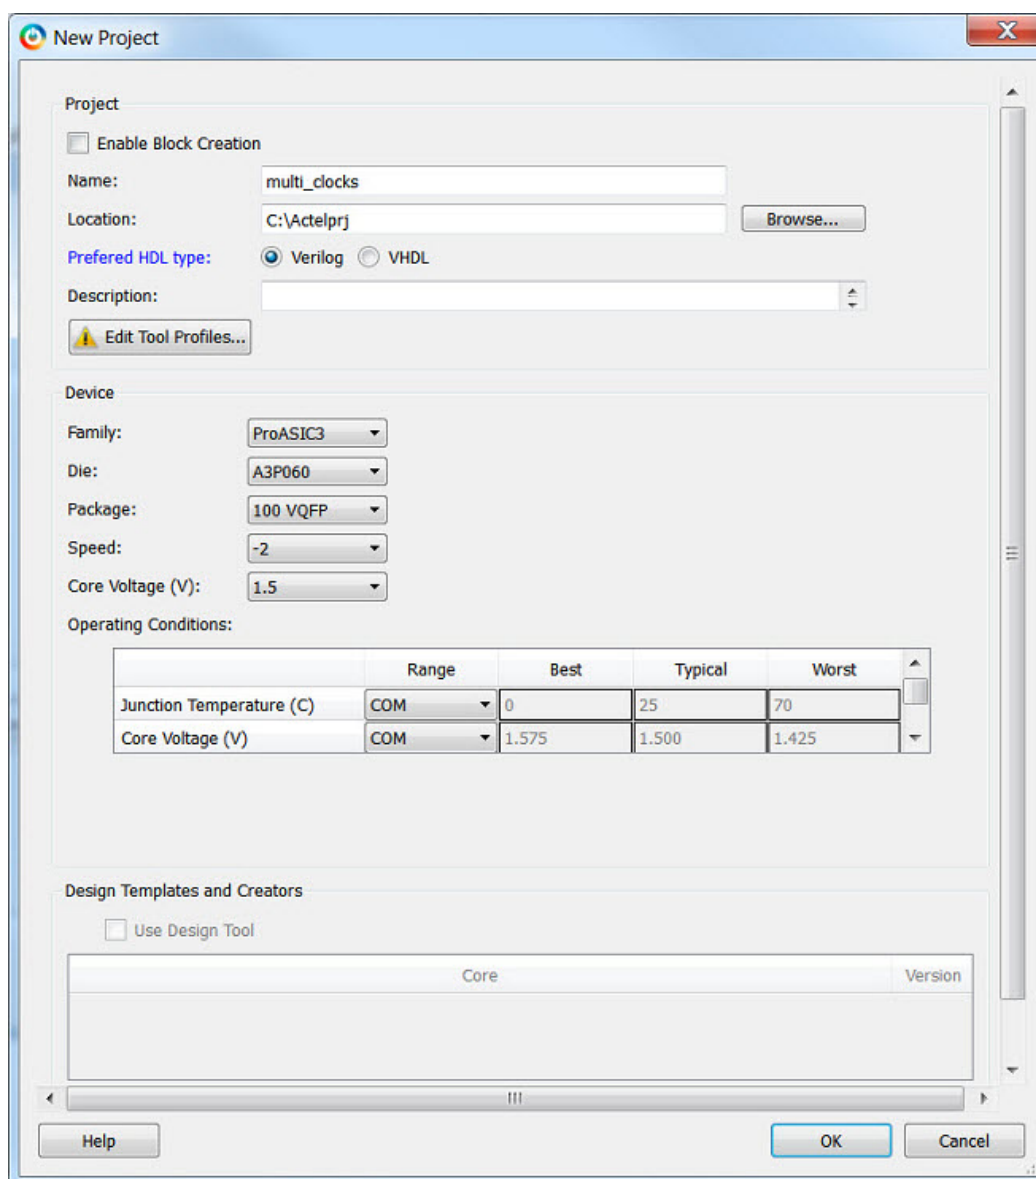 New Project
Project
Enable Block Creation
Name: multi_clocks
Location: C:\Actelprj Browse...
Prefered HDL type: Verilog VHDL
Description:
Edit Tool Profiles...
Device
Family: ProASIC3
Die: A3P060
Package: 100 VQFP
Speed: -2
Core Voltage (V): 1.5
Operating Conditions:
Range Best Typical Worst
Junction Temperature (C) COM 0 25 70
Core Voltage (V) COM 1.575 1.500 1.425
Design Templates and Creators
Use Design Tool
Core Version
Help OK Cancel